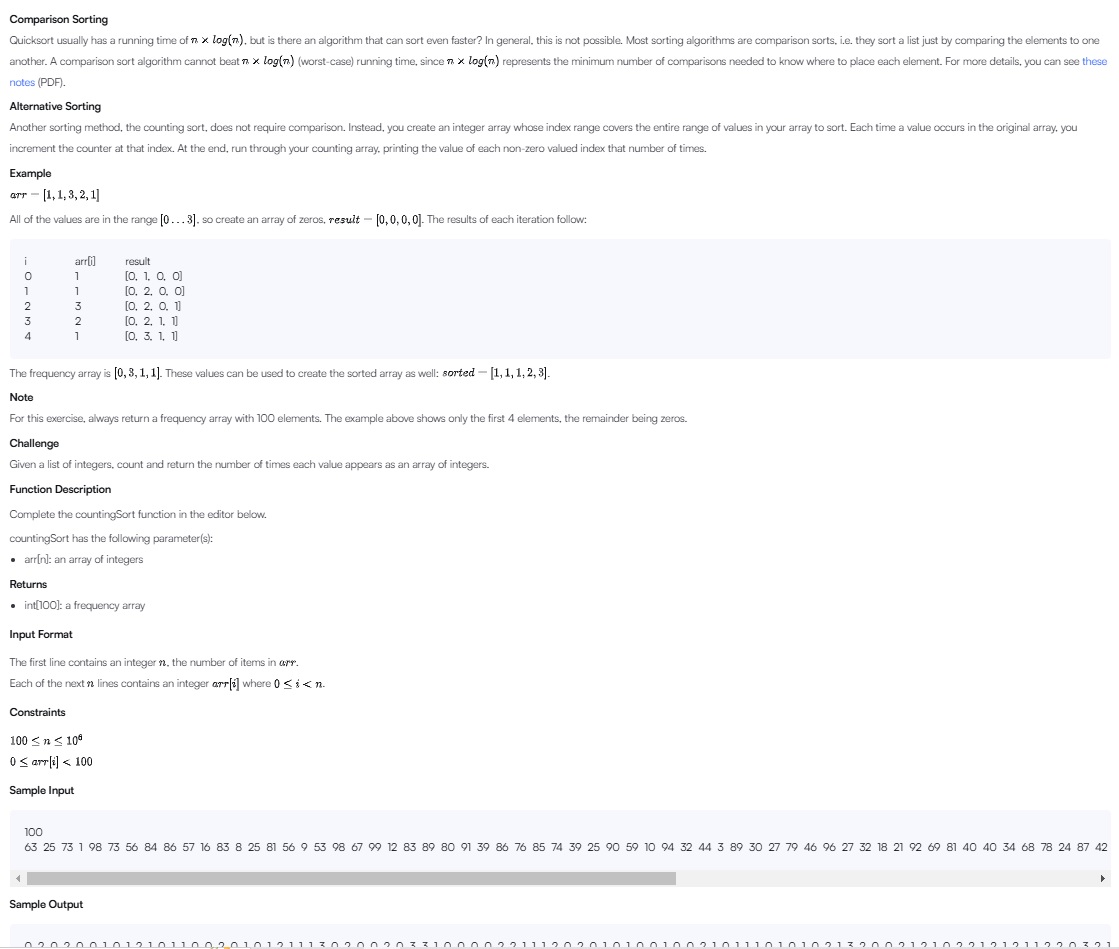 Comparison Sorting
Quicksort usually has a running time of n × log(n), but is there an algorithm that can sort even faster? In general, this is not possible. Most sorting algorithms are comparison sorts, i.e. they sort a list just by comparing the elements to one
another. A comparison sort algorithm cannot beat n × log(n) (worst-case) running time, since n × log(n) represents the minimum number of comparisons needed to know where to place each element. For more details, you can see these
notes (PDF).
Alternative Sorting
Another sorting method, the counting sort, does not require comparison. Instead, you create an integer array whose index range covers the entire range of values in your array to sort. Each time a value occurs in the original array, you
increment the counter at that index. At the end, run through your counting array, printing the value of each non-zero valued index that number of times.
Example
arr = [1, 1, 3, 2, 1]
All of the values are in the range [0 . . . 3], so create an array of zeros, result = [0, 0, 0, 0]. The results of each iteration follow:
i arr[i] result
0 1 [0, 1, 0, 0]
1 1 [0, 2, 0, 0]
2 3 [0, 2, 0, 1]
3 2 [0, 2, 1, 1]
4 1 [0, 3, 1, 1]
The frequency array is [0, 3, 1, 1]. These values can be used to create the sorted array as well: sorted = [1, 1, 1, 2, 3].
Note
For this exercise, always return a frequency array with 100 elements. The example above shows only the first 4 elements, the remainder being zeros.
Challenge
Given a list of integers, count and return the number of times each value appears as an array of integers.
Function Description
Complete the countingSort function in the editor below.
countingSort has the following parameter(s):
• arr[n]: an array of integers
Returns
• int[100]: a frequency array
Input Format
The first line contains an integer n, the number of items in arr.
Each of the next n lines contains an integer arr[i] where 0 ≤ i < n.
Constraints
100 ≤ n ≤ 10⁶
0 ≤ arr[i] < 100
Sample Input
100
63 25 73 1 98 73 56 84 86 57 16 83 8 25 81 56 9 53 98 67 99 12 83 89 80 91 39 86 76 85 74 39 25 90 59 10 94 32 44 3 89 30 27 79 46 96 27 32 18 21 92 69 81 40 40 34 68 78 24 87 42
Sample Output